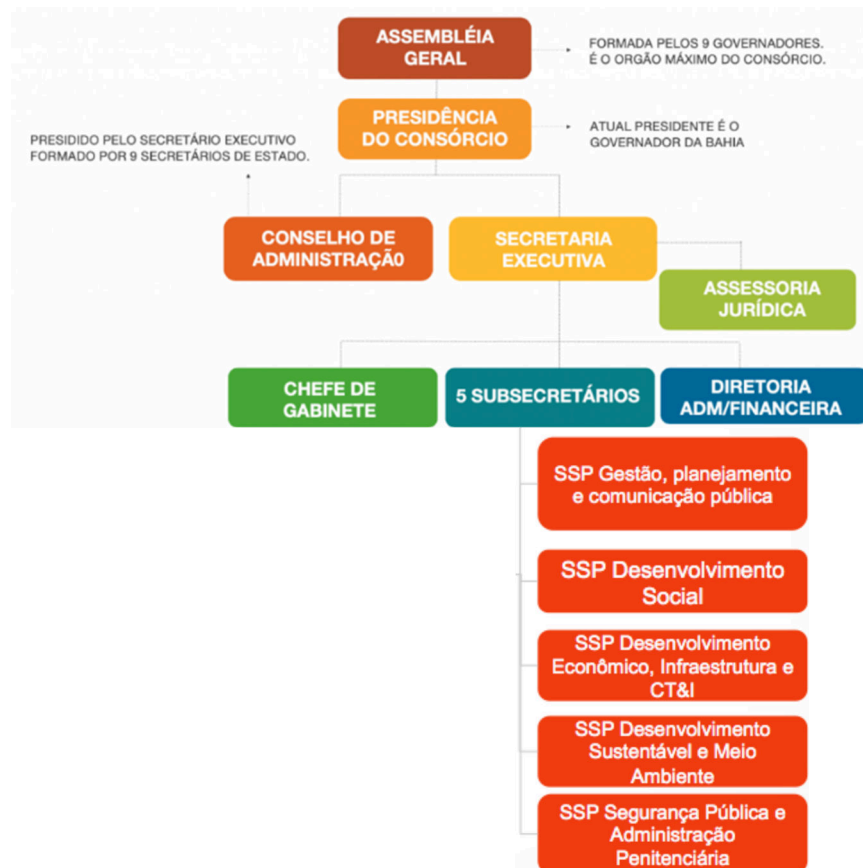 ASSEMBLÉIA
GERAL
FORMADA PELOS 9 GOVERNADORES.
É O ORGÃO MÁXIMO DO CONSÓRCIO.
PRESIDÊNCIA
DO CONSÓRCIO
ATUAL PRESIDENTE É O
GOVERNADOR DA BAHIA
PRESIDIDO PELO SECRETÁRIO EXECUTIVO
FORMADO POR 9 SECRETÁRIOS DE ESTADO.
CONSELHO DE
ADMINISTRAÇÃ0
SECRETARIA
EXECUTIVA
ASSESSORIA
JURÍDICA
CHEFE DE
GABINETE
5 SUBSECRETÁRIOS
DIRETORIA
ADM/FINANCEIRA
SSP Gestão, planejamento
e comunicação pública
SSP Desenvolvimento
Social
SSP Desenvolvimento
Econômico, Infraestrutura e
CT&I
SSP Desenvolvimento
Sustentável e Meio
Ambiente
SSP Segurança Pública e
Administração
Penitenciária